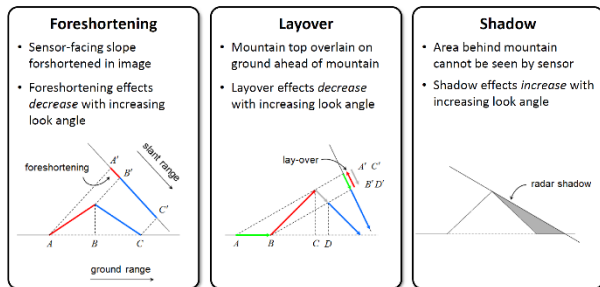 Foreshortening
• Sensor-facing slope
forshortened in image
• Foreshortening effects
decrease with increasing
look angle
A'
foreshortening
B'
slant range
C'
A
B
C
ground range
Layover
• Mountain top overlain on
ground ahead of mountain
• Layover effects decrease
with increasing look angle
lay-over
A' C'
B' D'
A
B
C D
Shadow
• Area behind mountain
cannot be seen by sensor
• Shadow effects increase with
increasing look angle
radar shadow